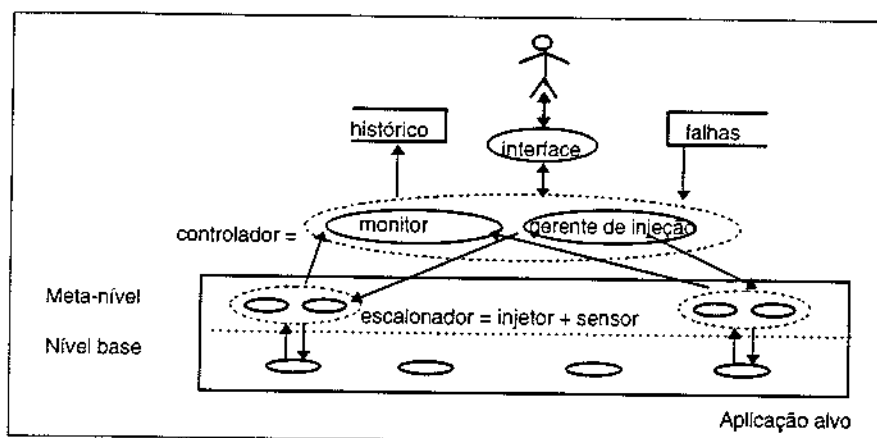 histórico
falhas
interface
monitor
gerente de injeção
controlador =
Meta-nível
escalonador = injetor + sensor
Nível base
Aplicação alvo